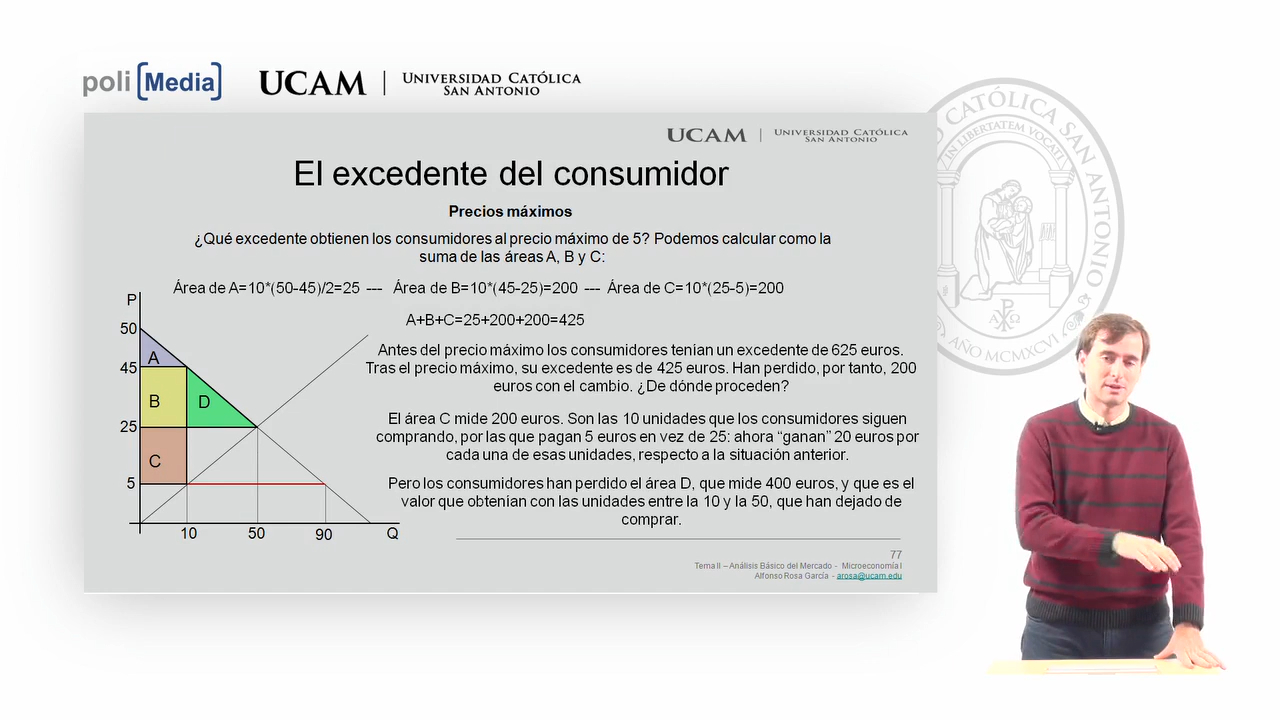 poli[Media]
UCAM | UNIVERSIDAD CATÓLICA
SAN ANTONIO
UCAM | UNIVERSIDAD CATÓLICA
SAN ANTONIO
El excedente del consumidor
Precios máximos
¿Qué excedente obtienen los consumidores al precio máximo de 5? Podemos calcular como la
suma de las áreas A, B y C:
Área de A=10*(50-45)/2=25 --- Área de B=10*(45-25)=200 --- Área de C=10*(25-5)=200
A+B+C=25+200+200=425
Antes del precio máximo los consumidores tenían un excedente de 625 euros.
Tras el precio máximo, su excedente es de 425 euros. Han perdido, por tanto, 200
euros con el cambio. ¿De dónde proceden?
El área C mide 200 euros. Son las 10 unidades que los consumidores siguen
comprando, por las que pagan 5 euros en vez de 25: ahora “ganan” 20 euros por
cada una de esas unidades, respecto a la situación anterior.
Pero los consumidores han perdido el área D, que mide 400 euros, y que es el
valor que obtenían con las unidades entre la 10 y la 50, que han dejado de
comprar.
P
50
A
45
B
D
25
C
5
10
50
90
Q
77
Tema II – Análisis Básico del Mercado - Microeconomía I
Alfonso Rosa García - arosa@ucam.edu
CATÓLICA SAN ANTONIO
IN LIBERTATEM VOCATI
AÑO MCMXCVI